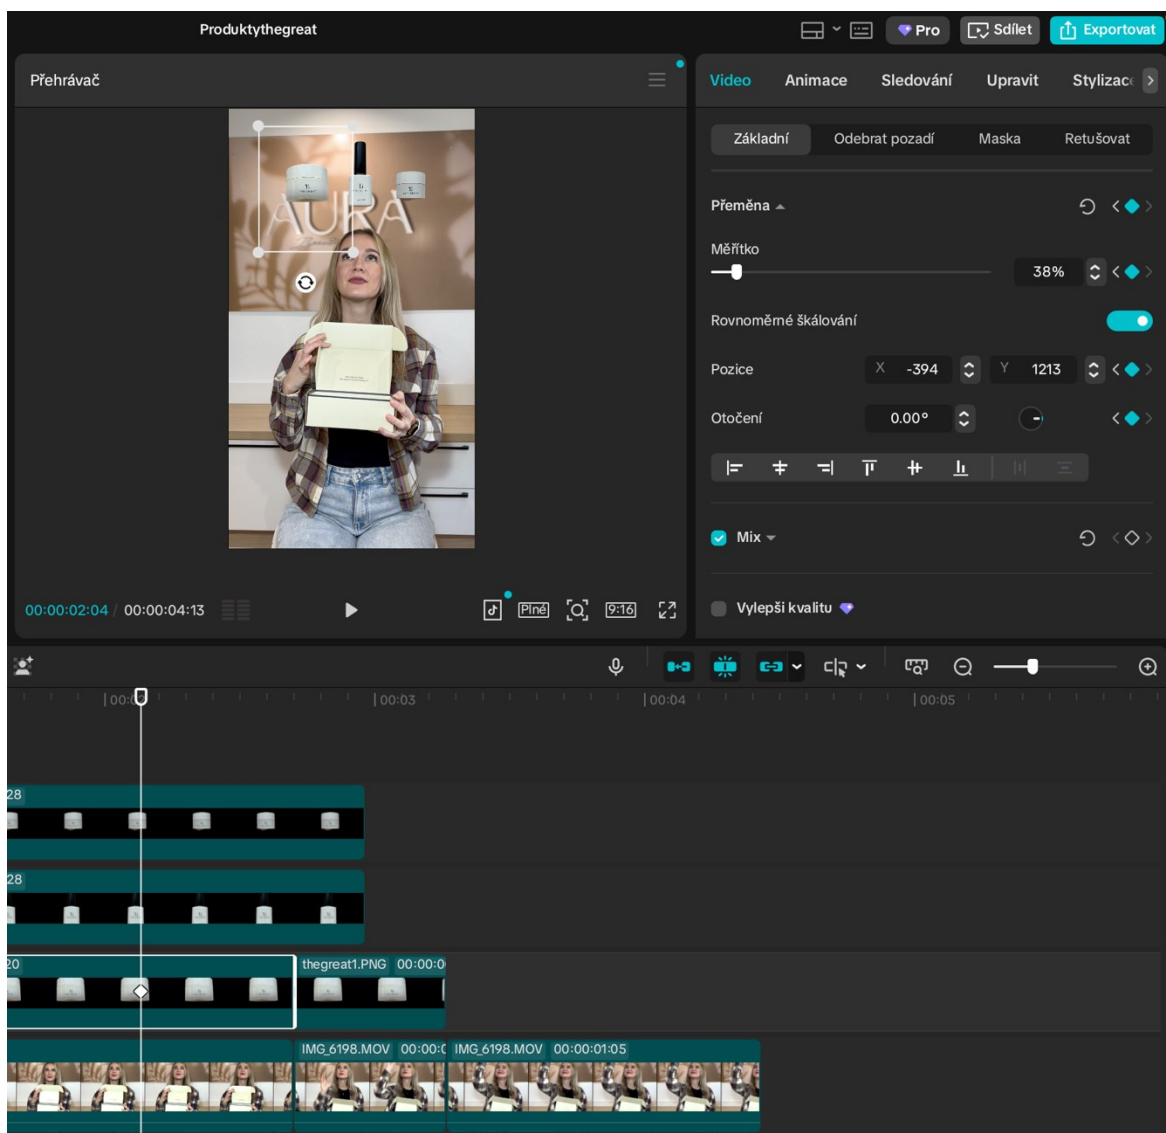 Produktythegreat
Pro
Sdílet
Exportovat
Přehrávač
Video
Animace
Sledování
Upravit
Stylizac
Základní
Odebrat pozadí
Maska
Retušovat
AURA
Přeměna
Měřítko
38%
Rovnoměrné škálování
Pozice
X -394
Y 1213
Otočení
0.00°
Mix
Vylepši kvalitu
00:00:02:04 / 00:00:04:13
Plné
9:16
00:03
00:04
00:05
28
28
20
thegreat1.PNG 00:00:0
IMG_6198.MOV 00:00:0
IMG_6198.MOV 00:00:01:05